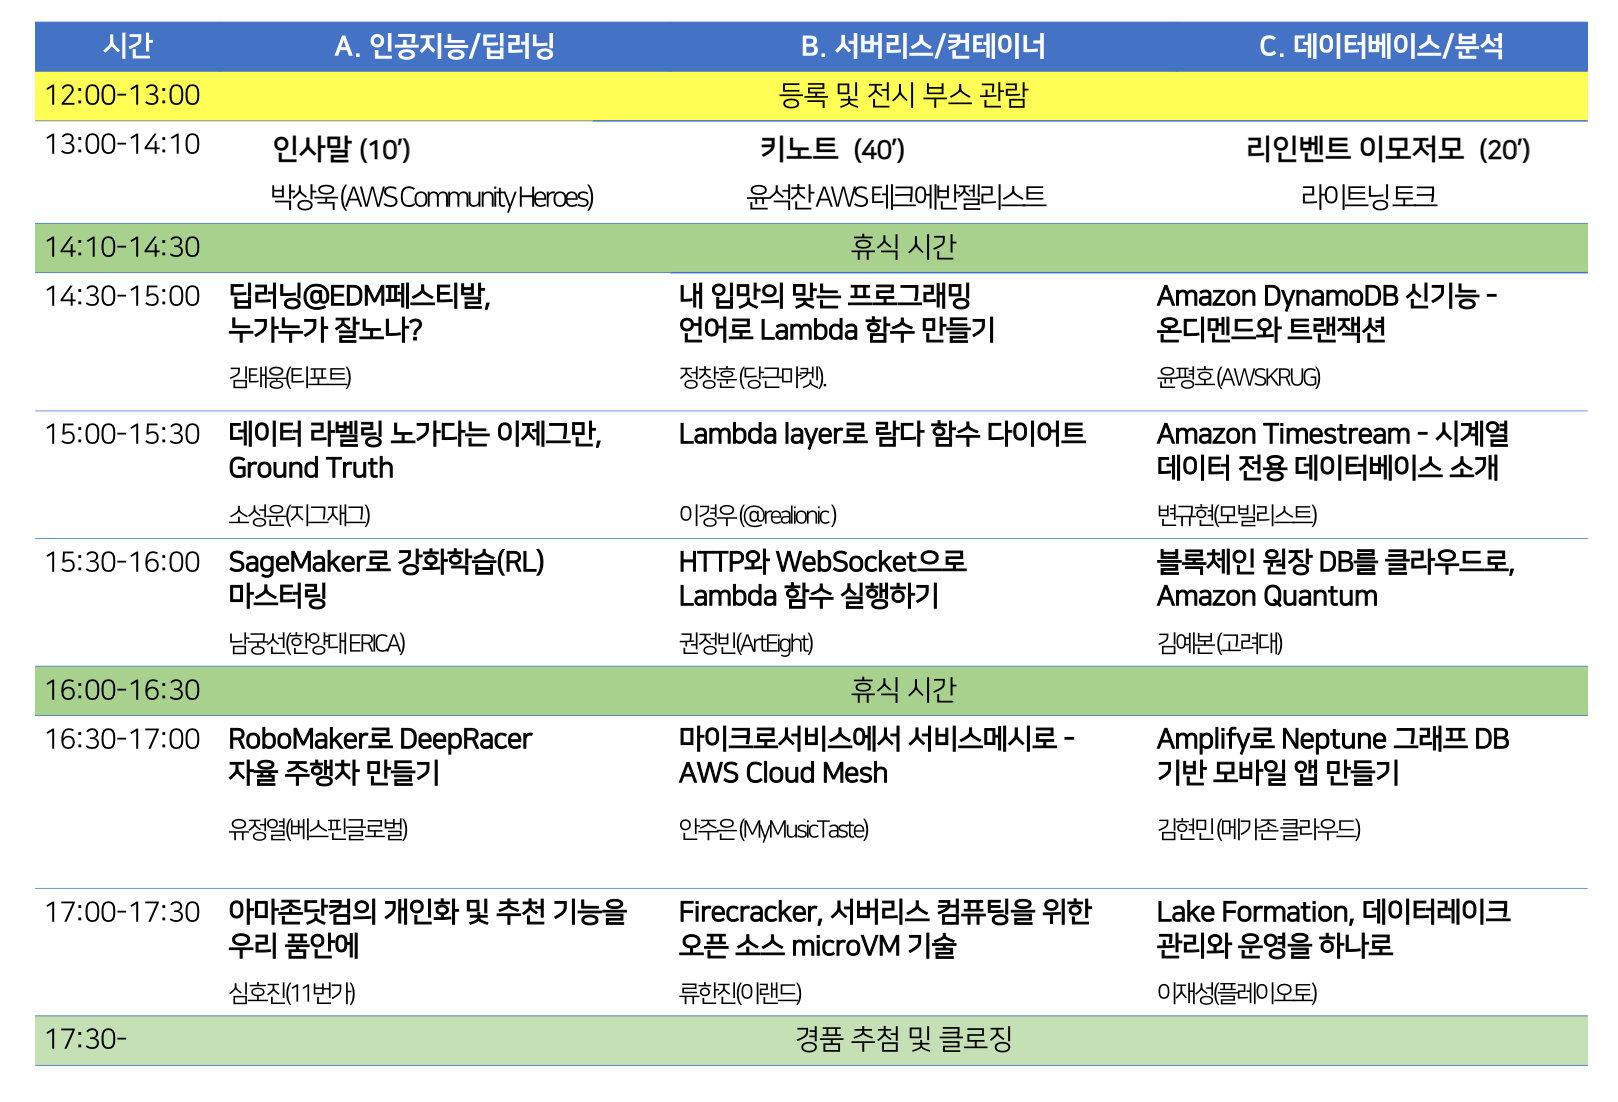 시간 A. 인공지능/딥러닝 B. 서버리스/컨테이너 C. 데이터베이스/분석
12:00-13:00 등록 및 전시 부스 관람
13:00-14:10 인사말 (10’) 키노트 (40’) 리인벤트 이모저모 (20’)
박상욱 (AWS Community Heroes) 윤석찬 AWS 테크에반젤리스트 라이트닝 토크
14:10-14:30 휴식 시간
14:30-15:00 딥러닝@EDM페스티발, 내 입맛의 맞는 프로그래밍 Amazon DynamoDB 신기능 -
누가누가 잘노나? 언어로 Lambda 함수 만들기 온디멘드와 트랜잭션
김태웅(티포트) 정창훈 (당근마켓). 윤평호 (AWSKRUG)
15:00-15:30 데이터 라벨링 노가다는 이제그만, Lambda layer로 람다 함수 다이어트 Amazon Timestream - 시계열
Ground Truth 데이터 전용 데이터베이스 소개
소성운(지그재그) 이경우 (@realionic ) 변규현(모빌리스트)
15:30-16:00 SageMaker로 강화학습(RL) HTTP와 WebSocket으로 블록체인 원장 DB를 클라우드로,
마스터링 Lambda 함수 실행하기 Amazon Quantum
남궁선(한양대 ERICA) 권정빈(ArtEight) 김예본 (고려대)
16:00-16:30 휴식 시간
16:30-17:00 RoboMaker로 DeepRacer 마이크로서비스에서 서비스메시로 - Amplify로 Neptune 그래프 DB
자율 주행차 만들기 AWS Cloud Mesh 기반 모바일 앱 만들기
유정열(베스핀글로벌) 안주은 (MyMusicTaste) 김현민 (메가존 클라우드)
17:00-17:30 아마존닷컴의 개인화 및 추천 기능을 Firecracker, 서버리스 컴퓨팅을 위한 Lake Formation, 데이터레이크
우리 품안에 오픈 소스 microVM 기술 관리와 운영을 하나로
심호진(11번가) 류한진(이랜드) 이재성(플레이오토)
17:30- 경품 추첨 및 클로징